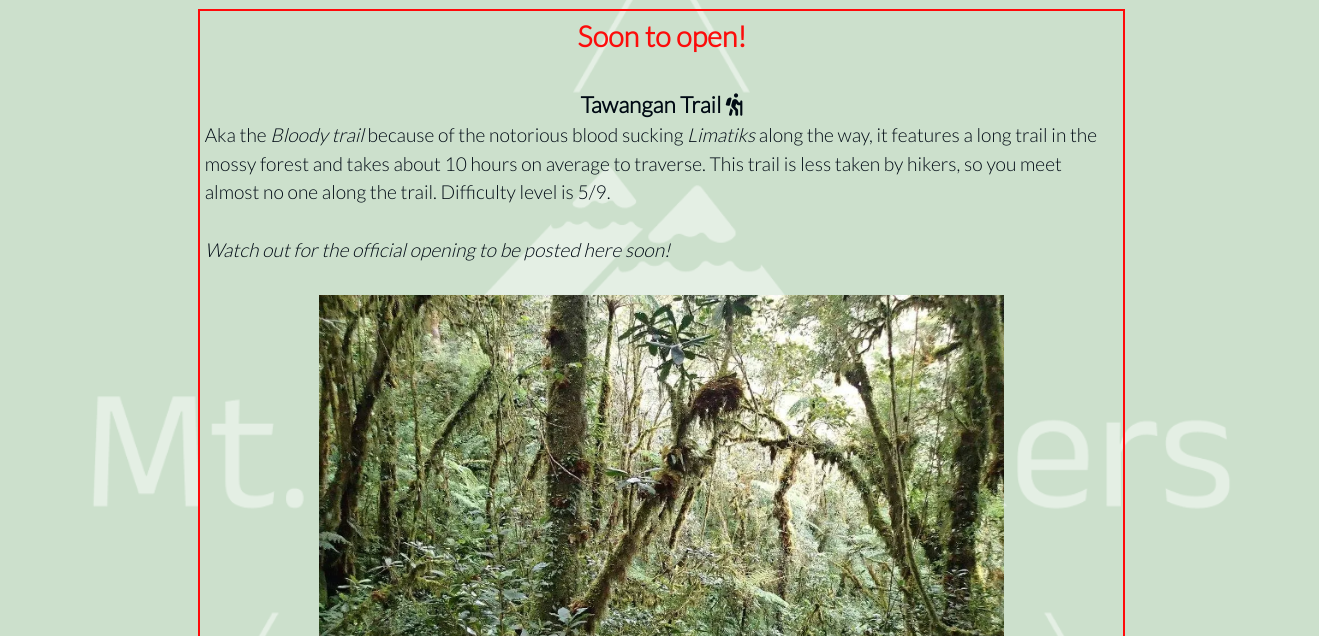 Soon to open!
Tawangan Trail
Aka the Bloody trail because of the notorious blood sucking Limatiks along the way, it features a long trail in the
mossy forest and takes about 10 hours on average to traverse. This trail is less taken by hikers, so you meet
almost no one along the trail. Difficulty level is 5/9.
Watch out for the official opening to be posted here soon!
Mt.
ers